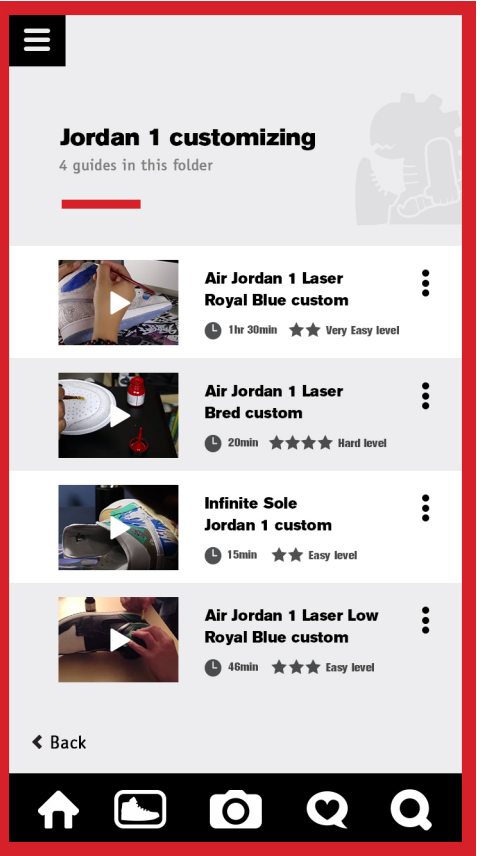 Jordan 1 customizing
4 guides in this folder
Air Jordan 1 Laser
Royal Blue custom
1hr 30min Very Easy level
Air Jordan 1 Laser
Bred custom
20min Hard level
Infinite Sole
Jordan 1 custom
15min Easy level
Air Jordan 1 Laser Low
Royal Blue custom
46min Easy level
Back